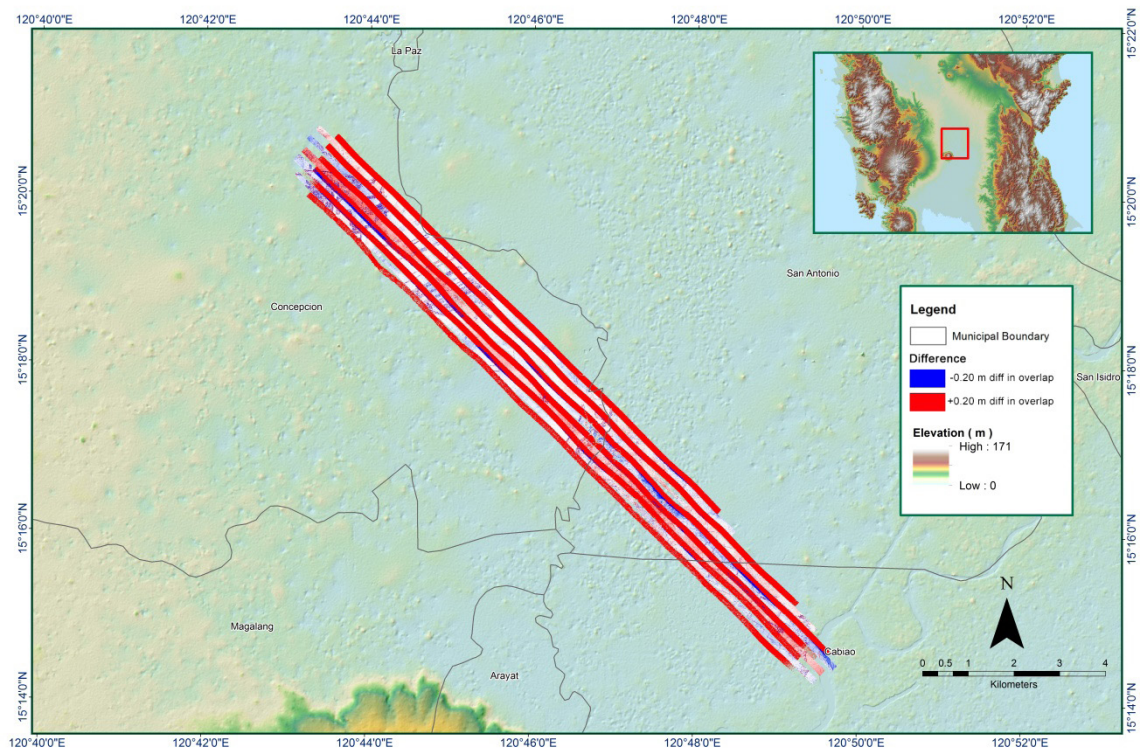 120°40'0"E 120°42'0"E 120°44'0"E 120°46'0"E 120°48'0"E 120°50'0"E 120°52'0"E
15°22'0"N
La Paz
15°20'0"N
15°20'0"N
San Antonio
Concepcion
Legend
Municipal Boundary
Difference
-0.20 m diff in overlap
+0.20 m diff in overlap
Elevation ( m )
High : 171
Low : 0
15°18'0"N
15°18'0"N
San Isidro
15°16'0"N
15°16'0"N
N
Magalang
Cabiao
Arayat
0 0.5 1 2 3 4
Kilometers
15°14'0"N
15°14'0"N
120°40'0"E 120°42'0"E 120°44'0"E 120°46'0"E 120°48'0"E 120°50'0"E 120°52'0"E